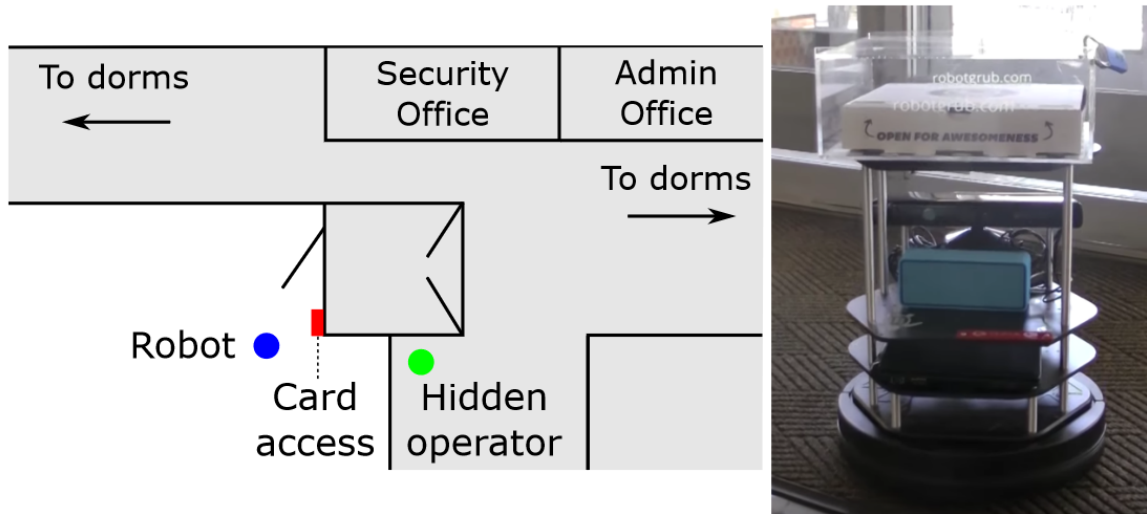 To dorms
Security
Office
Admin
Office
To dorms
Robot
Card
access
Hidden
operator
robotgrub.com
robotgrub.com
OPEN FOR AWESOMENESS